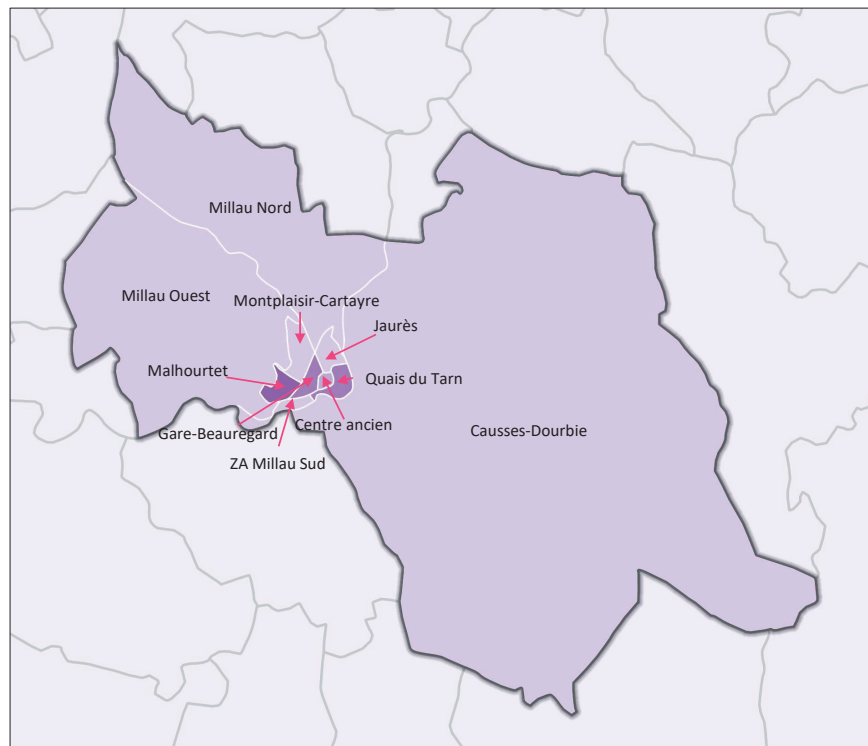 Millau Nord
Millau Ouest
Montplaisir-Cartayre
Jaurès
Malhourtet
Quais du Tarn
Gare-Beauregard
Centre ancien
Causses-Dourbie
ZA Millau Sud